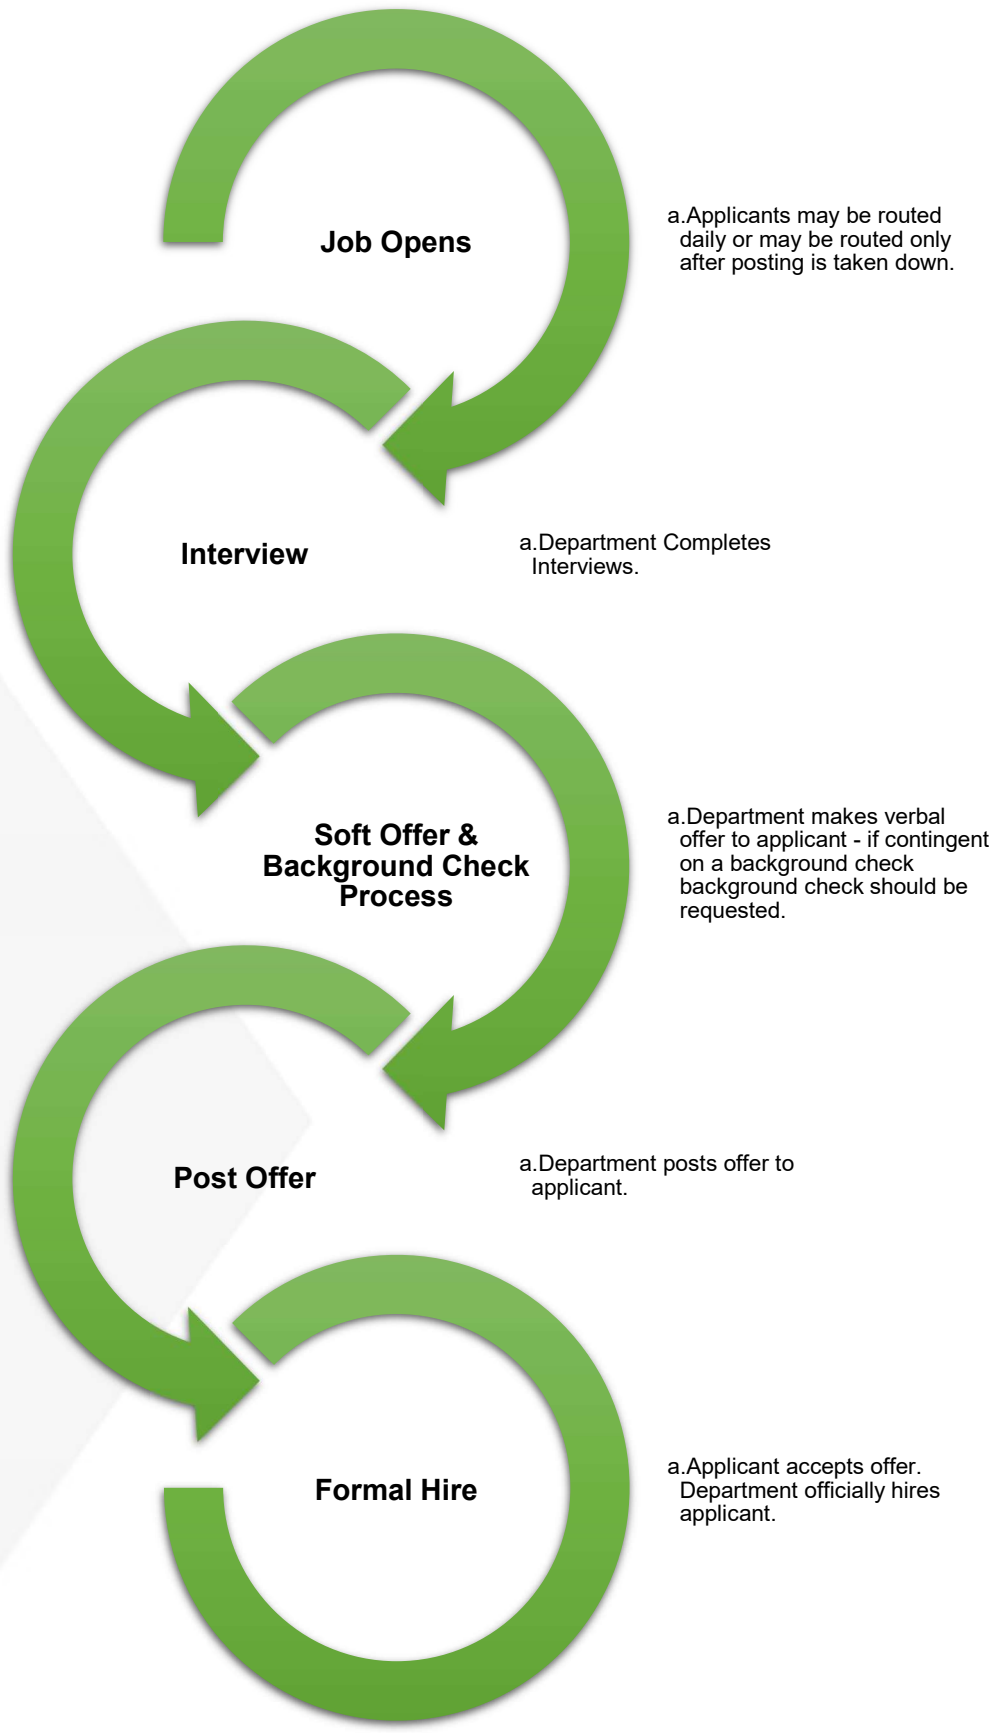 Job Opens
a.Applicants may be routed
daily or may be routed only
after posting is taken down.
Interview
a.Department Completes
Interviews.
Soft Offer &
Background Check
Process
a.Department makes verbal
offer to applicant - if contingent
on a background check
background check should be
requested.
Post Offer
a.Department posts offer to
applicant.
Formal Hire
a.Applicant accepts offer.
Department officially hires
applicant.